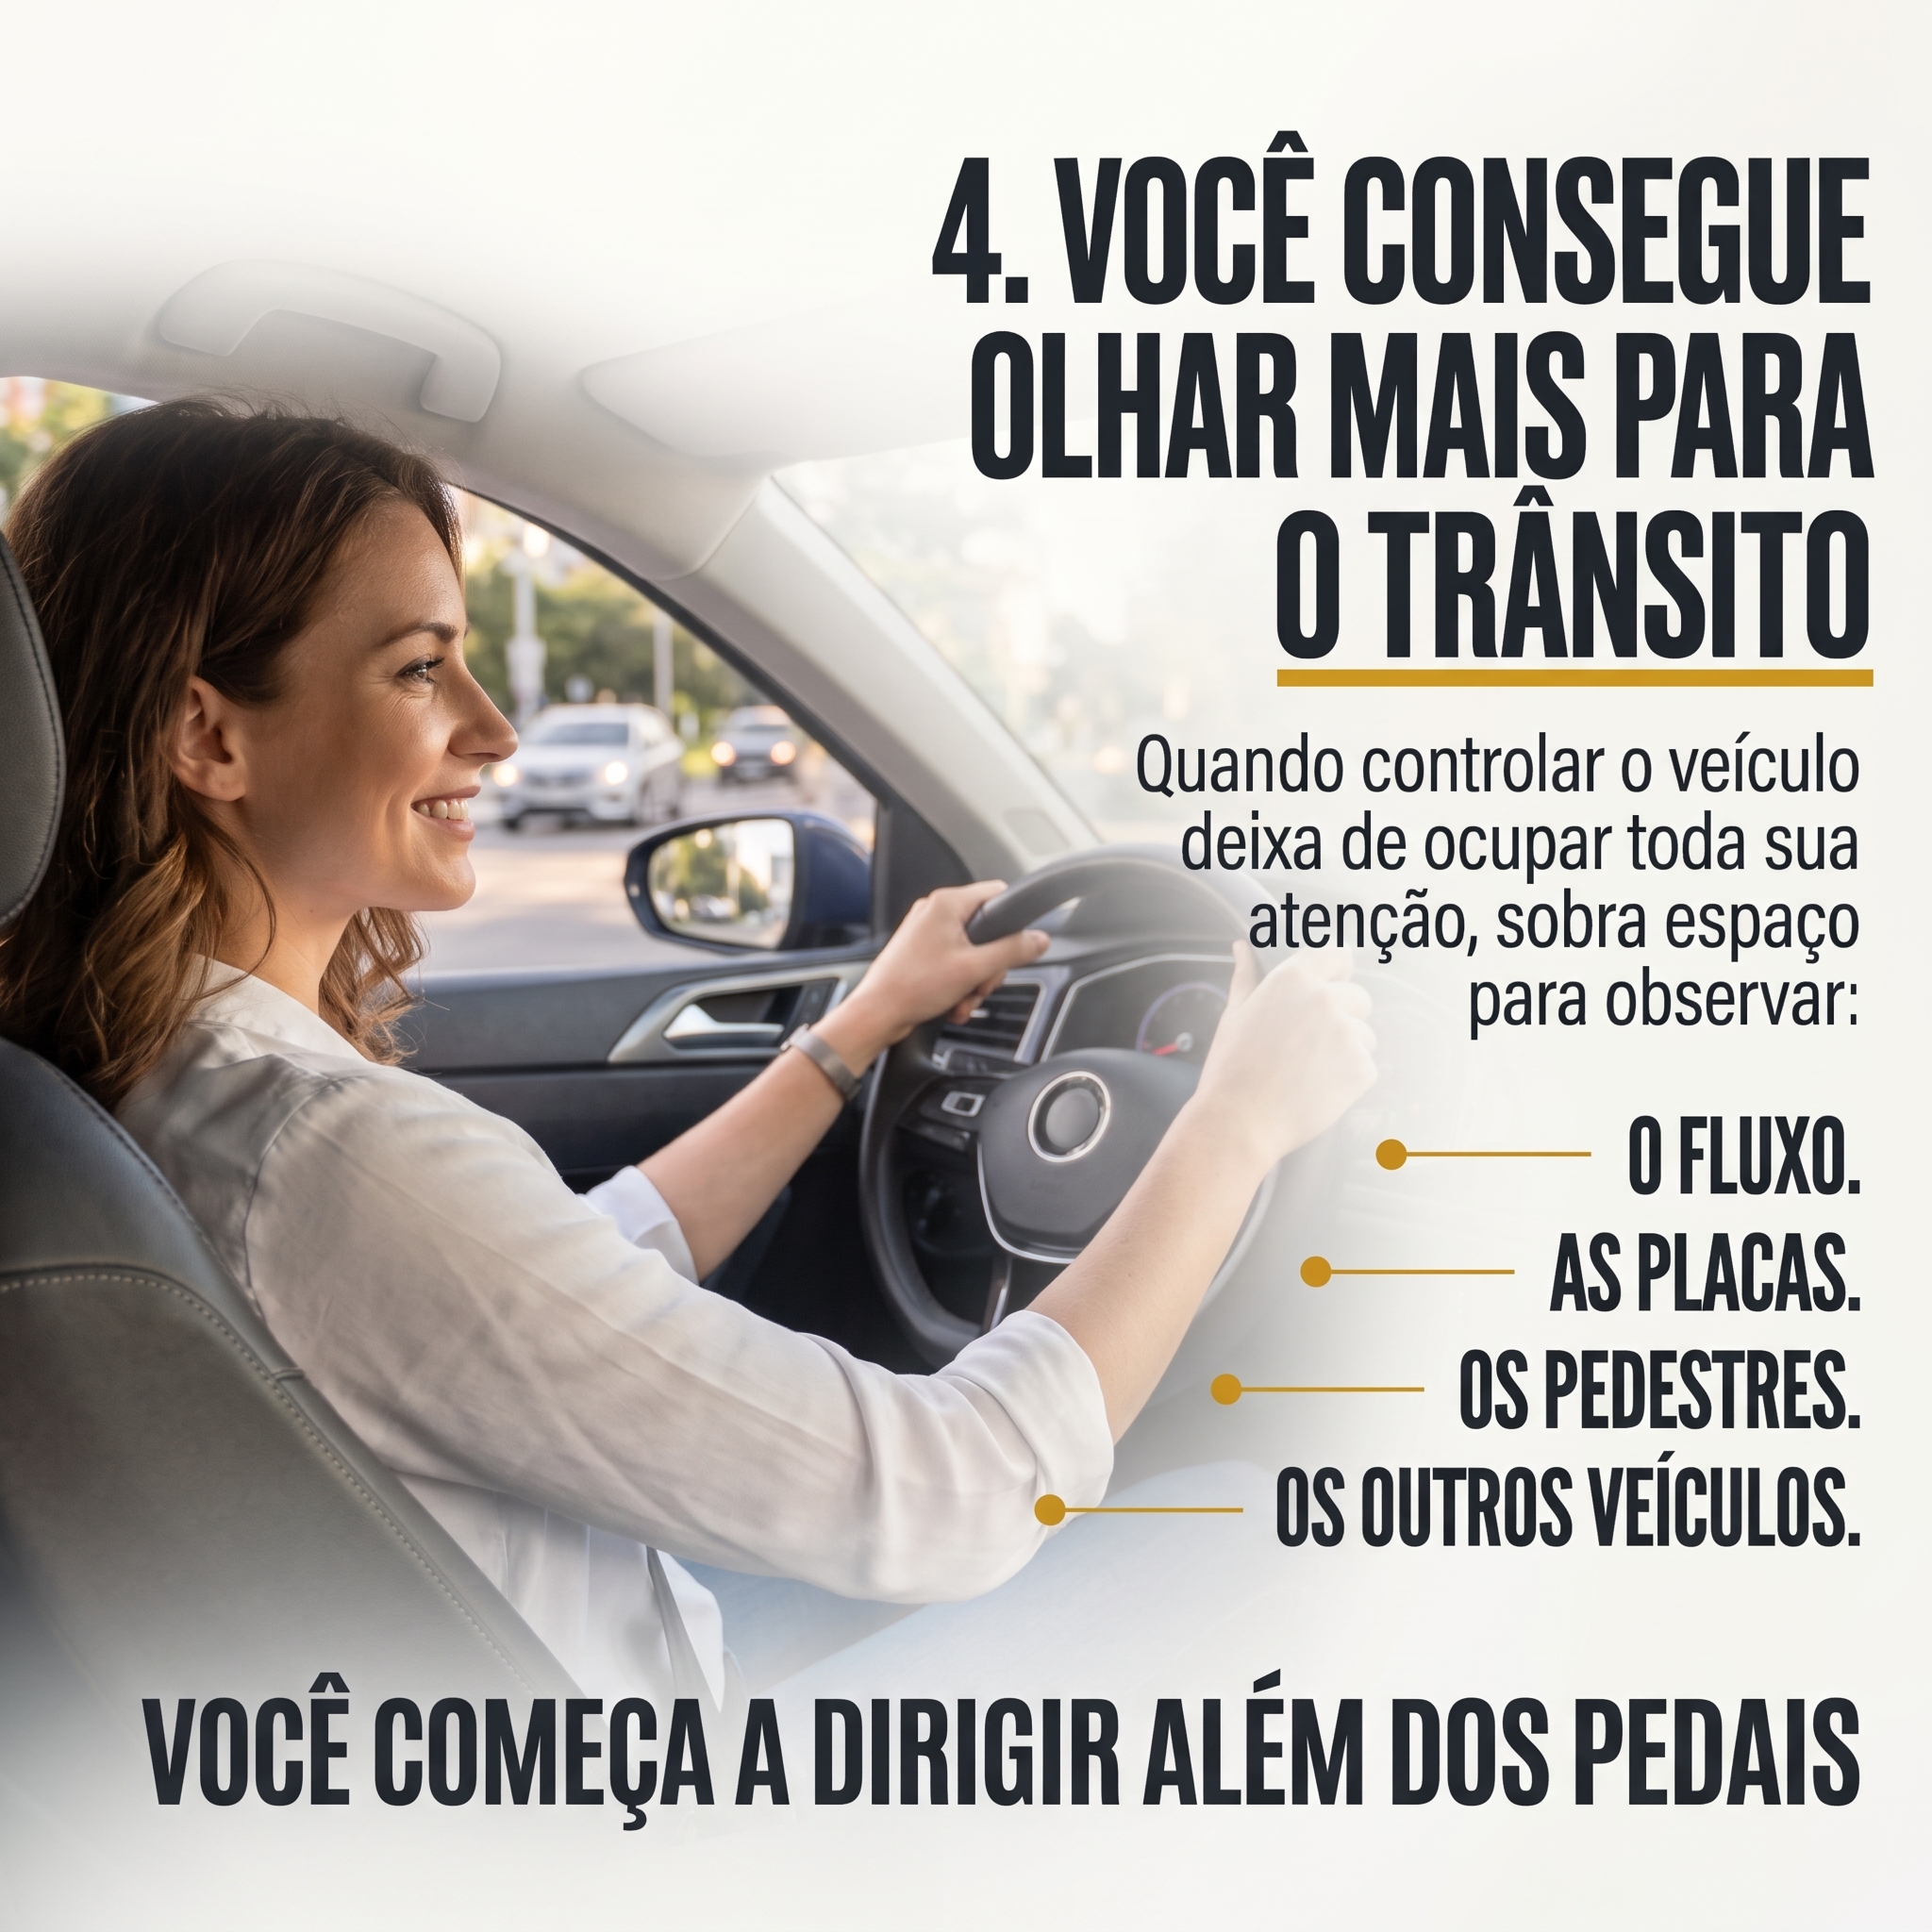 4. VOCÊ CONSEGUE
OLHAR MAIS PARA
O TRÂNSITO
Quando controlar o veículo
deixa de ocupar toda sua
atenção, sobra espaço
para observar:
O FLUXO.
AS PLACAS.
OS PEDESTRES.
OS OUTROS VEÍCULOS.
VOCÊ COMEÇA A DIRIGIR ALÉM DOS PEDAIS